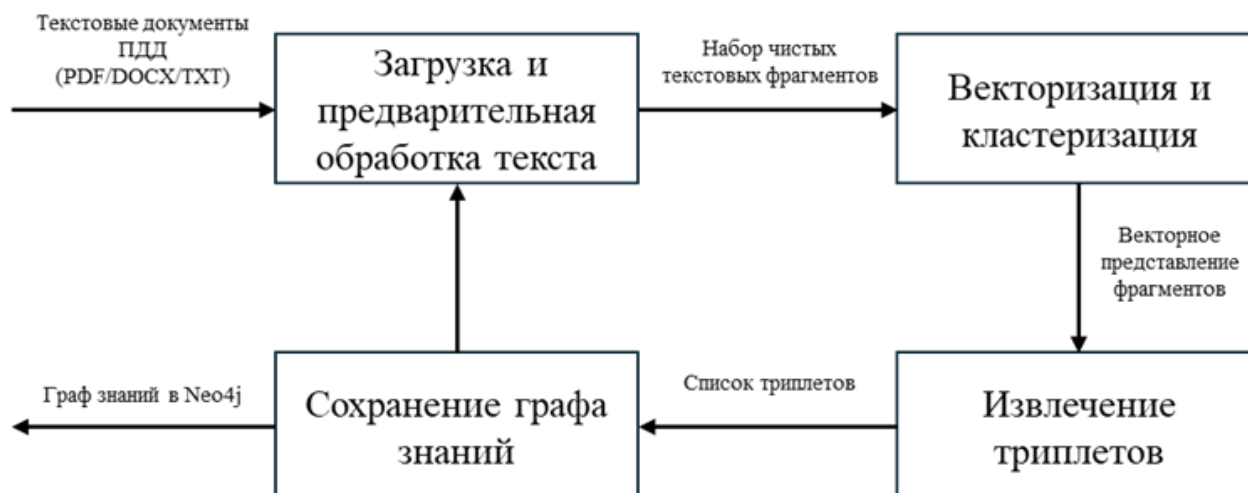 Текстовые документы
ПДД
(PDF/DOCX/TXT)
Загрузка и
предварительная
обработка текста
Набор чистых
текстовых фрагментов
Векторизация и
кластеризация
Векторное
представление
фрагментов
Граф знаний в Neo4j
Сохранение графа
знаний
Список триплетов
Извлечение
триплетов